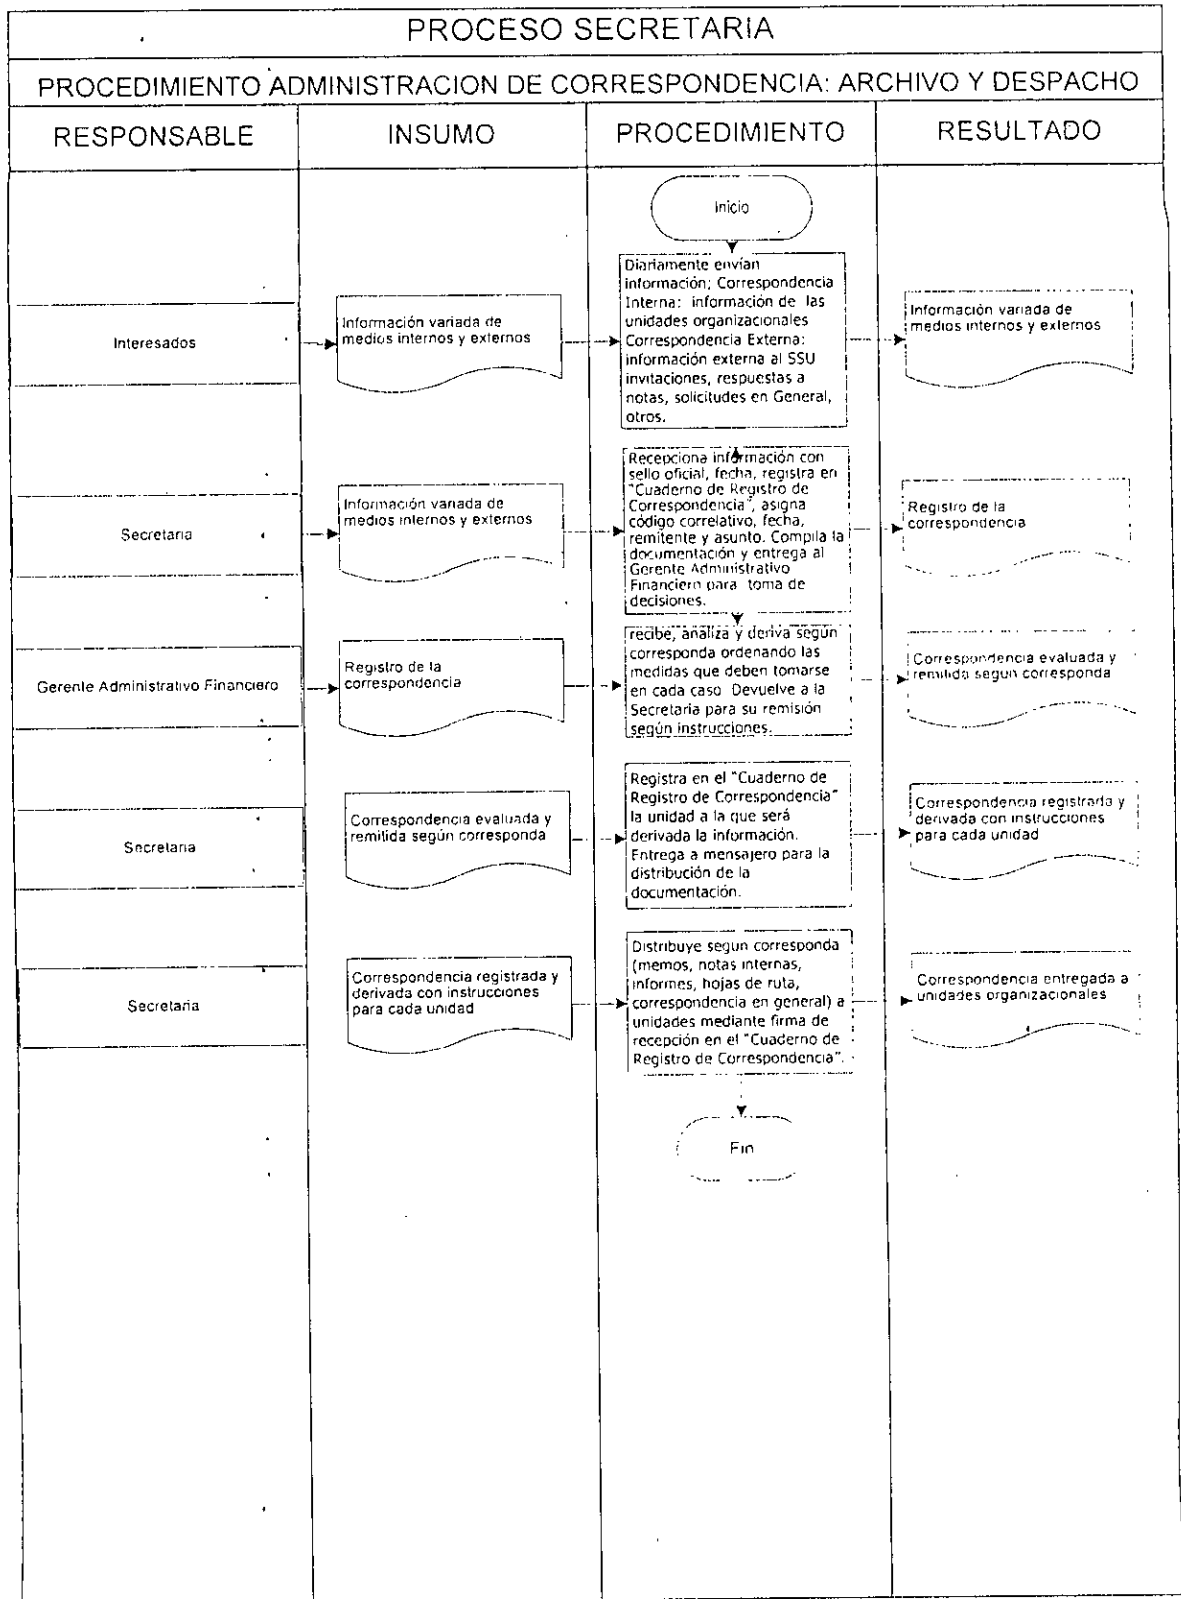 PROCESO SECRETARIA
PROCEDIMIENTO ADMINISTRACION DE CORRESPONDENCIA: ARCHIVO Y DESPACHO
RESPONSABLE
INSUMO
PROCEDIMIENTO
RESULTADO
Inicio
Interesados
Información variada de
medios internos y externos
Diariamente envían
información; Correspondencia
Interna: información de las
unidades organizacionales
Correspondencia Externa:
información externa al SSU
invitaciones, respuestas a
notas, solicitudes en General,
otros.
Información variada de
medios internos y externos
Secretaria
Información variada de
medios internos y externos
Recepciona información con
sello oficial, fecha, registra en
"Cuaderno de Registro de
Correspondencia", asigna
código correlativo, fecha,
remitente y asunto. Compila la
documentación y entrega al
Gerente Administrativo
Financiero para toma de
decisiones.
Registro de la
correspondencia
Gerente Administrativo Financiero
Registro de la
correspondencia
recibe, analiza y deriva según
corresponda ordenando las
medidas que deben tomarse
en cada caso Devuelve a la
Secretaria para su remisión
según instrucciones.
Correspondencia evaluada y
remitida según corresponda
Secretaria
Correspondencia evaluada y
remitida según corresponda
Registra en el "Cuaderno de
Registro de Correspondencia"
la unidad a la que será
derivada la información.
Entrega a mensajero para la
distribución de la
documentación.
Correspondencia registrada y
derivada con instrucciones
para cada unidad
Secretaria
Correspondencia registrada y
derivada con instrucciones
para cada unidad
Distribuye según corresponda
(memos, notas internas,
informes, hojas de ruta,
correspondencia en general) a
unidades mediante firma de
recepción en el "Cuaderno de
Registro de Correspondencia".
Correspondencia entregada a
unidades organizacionales
Fin